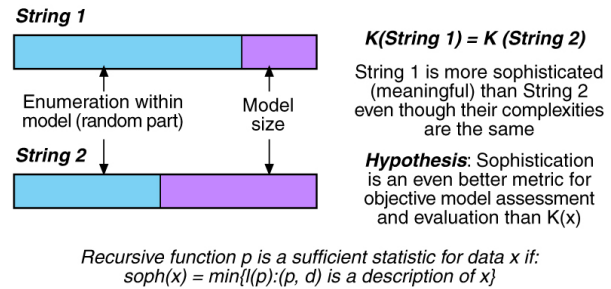 String 1
K(String 1) = K (String 2)
String 1 is more sophisticated
(meaningful) than String 2
even though their complexities
are the same
Enumeration within
model (random part)
Model
size
String 2
Hypothesis: Sophistication
is an even better metric for
objective model assessment
and evaluation than K(x)
Recursive function p is a sufficient statistic for data x if:
soph(x) = min{l(p):(p, d) is a description of x}